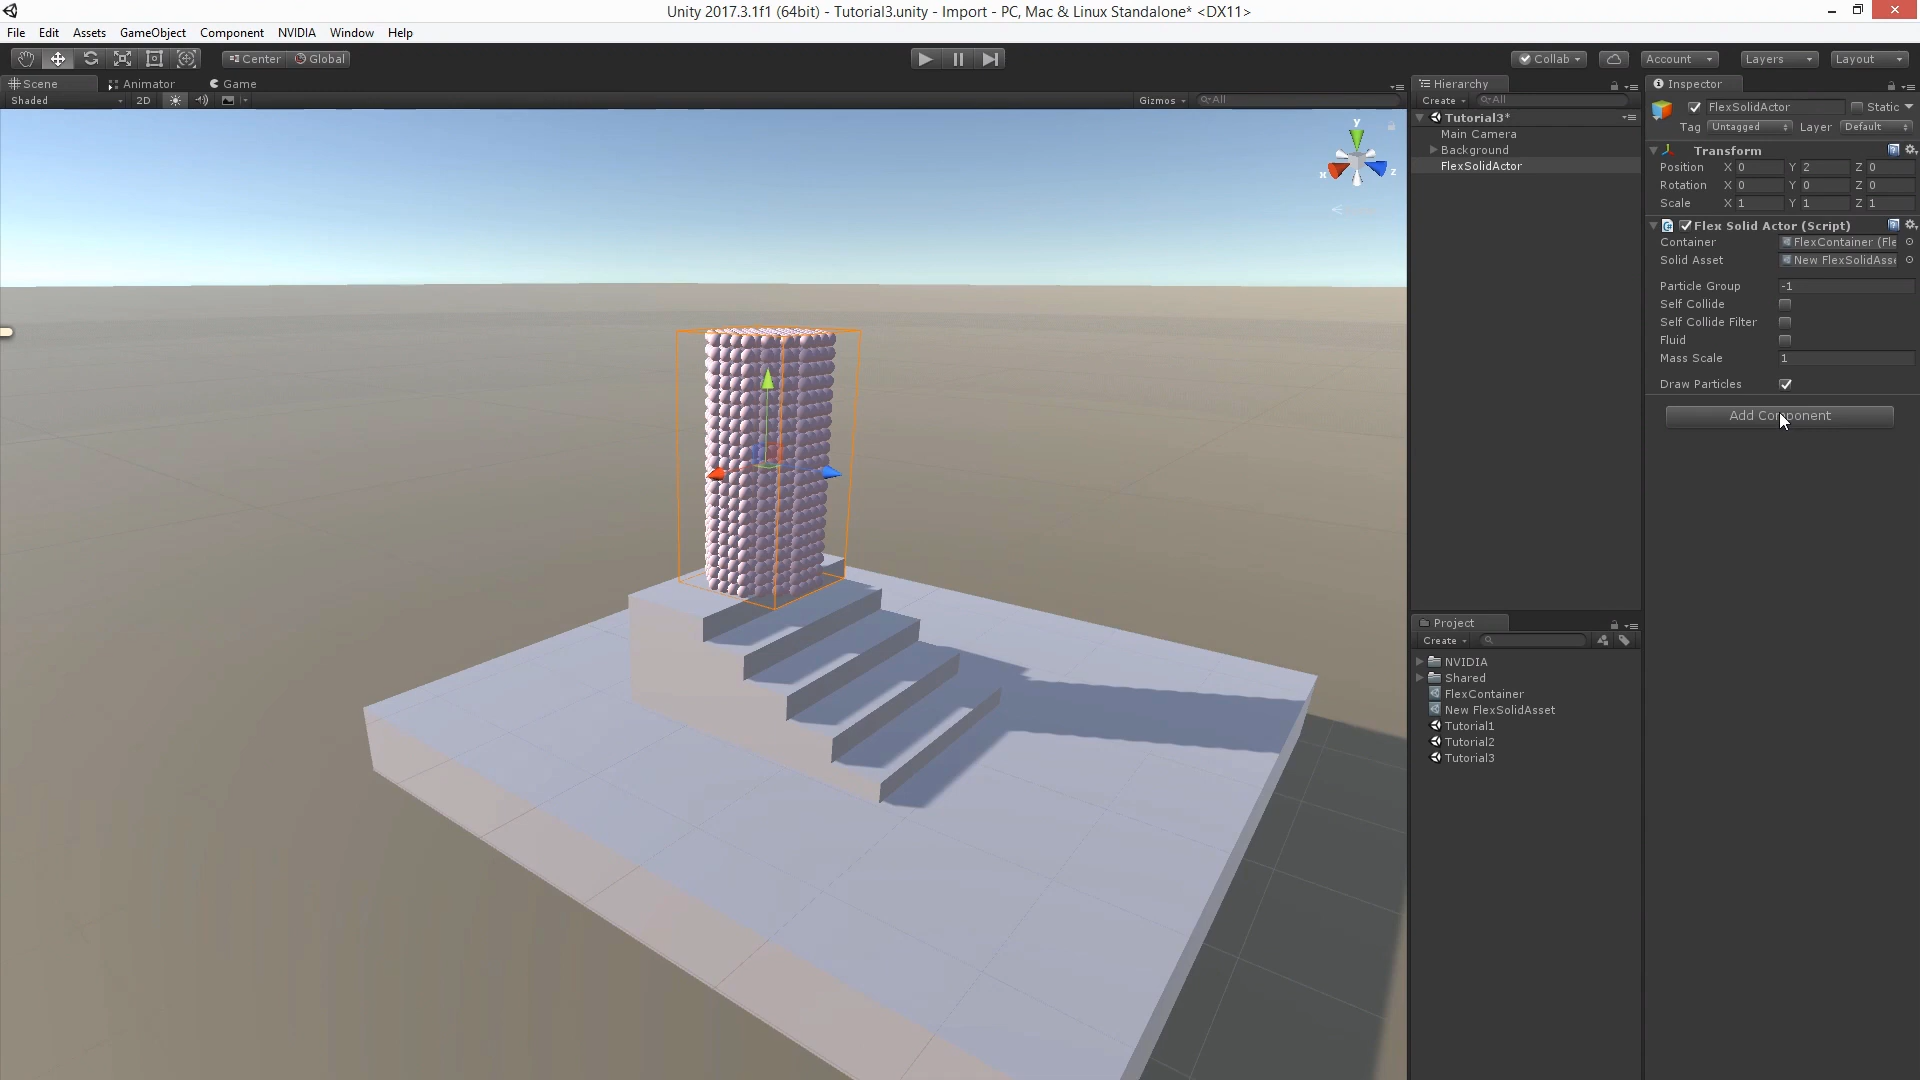 Unity 2017.3.1f1 (64bit) - Tutorial3.unity - Import - PC, Mac & Linux Standalone* <DX11>
File Edit Assets GameObject Component NVIDIA Window Help
Center Global Collab Account Layers Layout
Scene Animator Game
Shaded 2D Gizmos All
y
x z
Hierarchy
Create All
Tutorial3*
Main Camera
Background
FlexSolidActor
Project
Create
NVIDIA
Shared
FlexContainer
New FlexSolidAsset
Tutorial1
Tutorial2
Tutorial3
Inspector
FlexSolidActor Static
Tag Untagged Layer Default
Transform
Position X 0 Y 2 Z 0
Rotation X 0 Y 0 Z 0
Scale X 1 Y 1 Z 1
Flex Solid Actor (Script)
Container FlexContainer (Fle
Solid Asset New FlexSolidAsse
Particle Group -1
Self Collide
Self Collide Filter
Fluid
Mass Scale 1
Draw Particles
Add Component